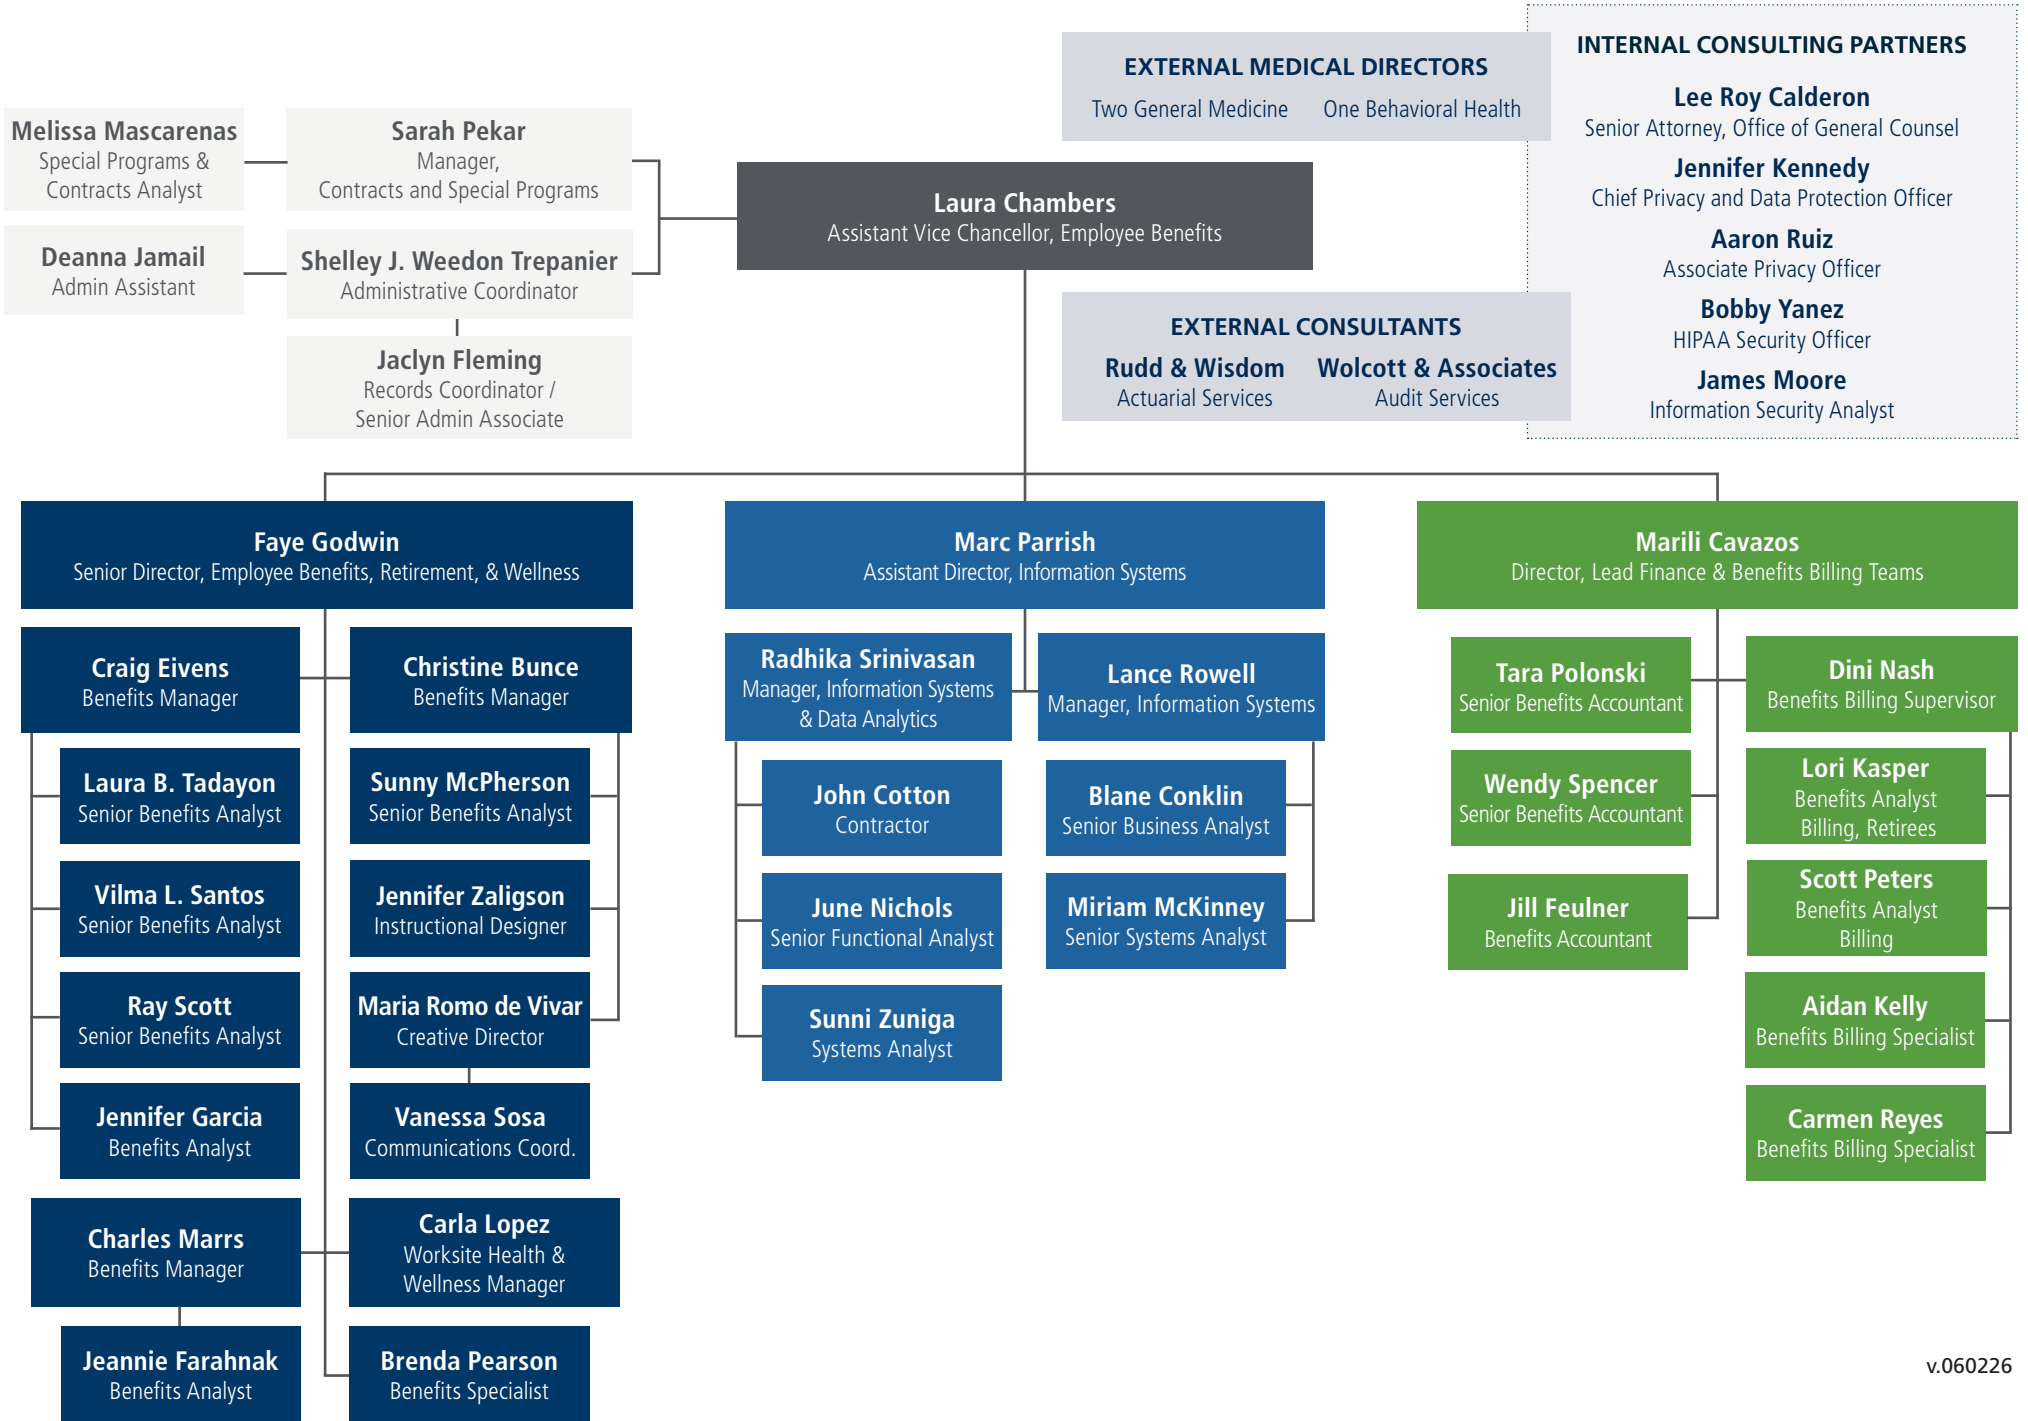 EXTERNAL MEDICAL DIRECTORS
Two General Medicine
One Behavioral Health
INTERNAL CONSULTING PARTNERS
Lee Roy Calderon
Senior Attorney, Office of General Counsel
Jennifer Kennedy
Chief Privacy and Data Protection Officer
Aaron Ruiz
Associate Privacy Officer
Bobby Yanez
HIPAA Security Officer
James Moore
Information Security Analyst
Melissa Mascarenas
Special Programs &
Contracts Analyst
Sarah Pekar
Manager,
Contracts and Special Programs
Deanna Jamail
Admin Assistant
Shelley J. Weedon Trepanier
Administrative Coordinator
Jaclyn Fleming
Records Coordinator /
Senior Admin Associate
Laura Chambers
Assistant Vice Chancellor, Employee Benefits
EXTERNAL CONSULTANTS
Rudd & Wisdom
Actuarial Services
Wolcott & Associates
Audit Services
Faye Godwin
Senior Director, Employee Benefits, Retirement, & Wellness
Craig Eivens
Benefits Manager
Laura B. Tadayon
Senior Benefits Analyst
Vilma L. Santos
Senior Benefits Analyst
Ray Scott
Senior Benefits Analyst
Jennifer Garcia
Benefits Analyst
Christine Bunce
Benefits Manager
Sunny McPherson
Senior Benefits Analyst
Jennifer Zaligson
Instructional Designer
Maria Romo de Vivar
Creative Director
Vanessa Sosa
Communications Coord.
Charles Marrs
Benefits Manager
Jeannie Farahnak
Benefits Analyst
Carla Lopez
Worksite Health &
Wellness Manager
Brenda Pearson
Benefits Specialist
Marc Parrish
Assistant Director, Information Systems
Radhika Srinivasan
Manager, Information Systems
& Data Analytics
John Cotton
Contractor
June Nichols
Senior Functional Analyst
Sunni Zuniga
Systems Analyst
Lance Rowell
Manager, Information Systems
Blane Conklin
Senior Business Analyst
Miriam McKinney
Senior Systems Analyst
Marili Cavazos
Director, Lead Finance & Benefits Billing Teams
Tara Polonski
Senior Benefits Accountant
Wendy Spencer
Senior Benefits Accountant
Jill Feulner
Benefits Accountant
Dini Nash
Benefits Billing Supervisor
Lori Kasper
Benefits Analyst
Billing, Retirees
Scott Peters
Benefits Analyst
Billing
Aidan Kelly
Benefits Billing Specialist
Carmen Reyes
Benefits Billing Specialist
v.060226